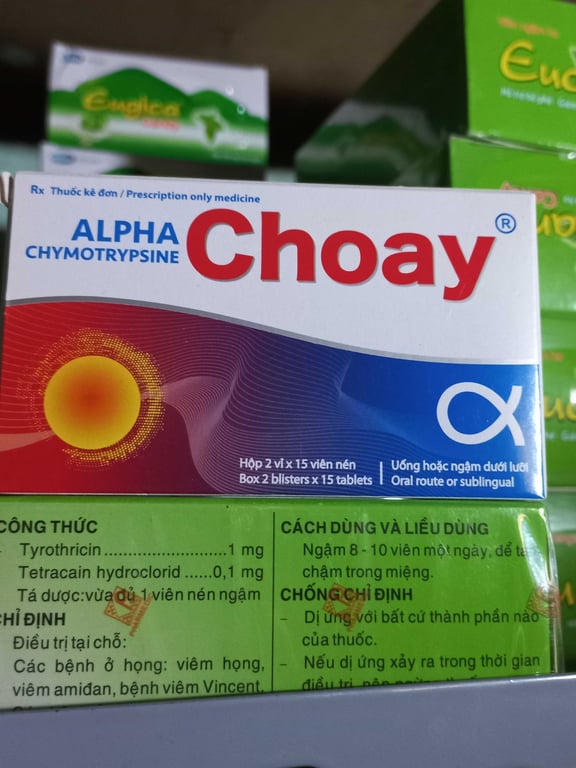 Eugica
Rx Thuốc kê đơn / Prescription only medicine
ALPHA
CHYMOTRYPSINE
Choay®
α
Hộp 2 vỉ x 15 viên nén
Box 2 blisters x 15 tablets
Uống hoặc ngậm dưới lưỡi
Oral route or sublingual
CÔNG THỨC
Tyrothricin...........................1 mg
Tetracain hydroclorid ......0,1 mg
Tá dược:vừa đủ 1 viên nén ngậm
CHỈ ĐỊNH
Điều trị tại chỗ:
Các bệnh ở họng: viêm họng,
viêm amiđan, bệnh viêm Vincent,
CÁCH DÙNG VÀ LIỀU DÙNG
Ngậm 8 - 10 viên một ngày, để
chậm trong miệng.
CHỐNG CHỈ ĐỊNH
- Dị ứng với bất cứ thành phần nào
của thuốc.
- Nếu dị ứng xảy ra trong thời gian
điều trị